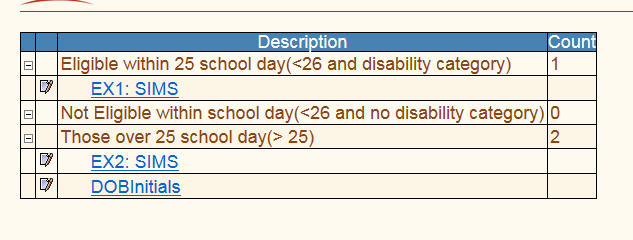 Description Count
Eligible within 25 school day(<26 and disability category) 1
EX1: SIMS
Not Eligible within school day(<26 and no disability category) 0
Those over 25 school day(> 25) 2
EX2: SIMS
DOBInitials